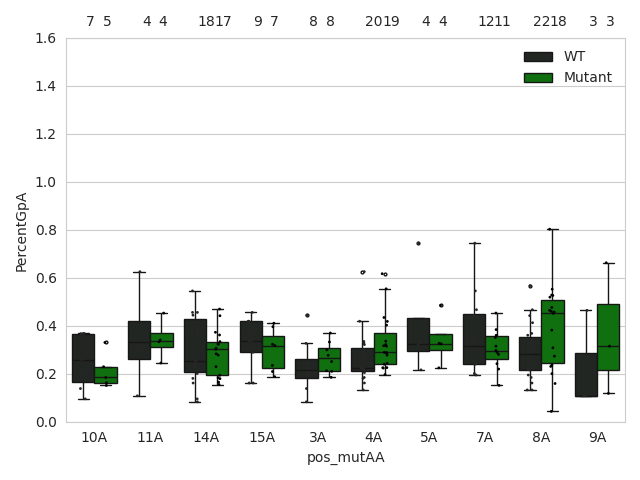 7 5 4 4 1817 9 7 8 8 2019 4 4 1211 2218 3 3
1.6
1.4
1.2
1.0
0.8
0.6
0.4
0.2
0.0
PercentGpA
WT
Mutant
10A 11A 14A 15A 3A 4A 5A 7A 8A 9A
pos_mutAA